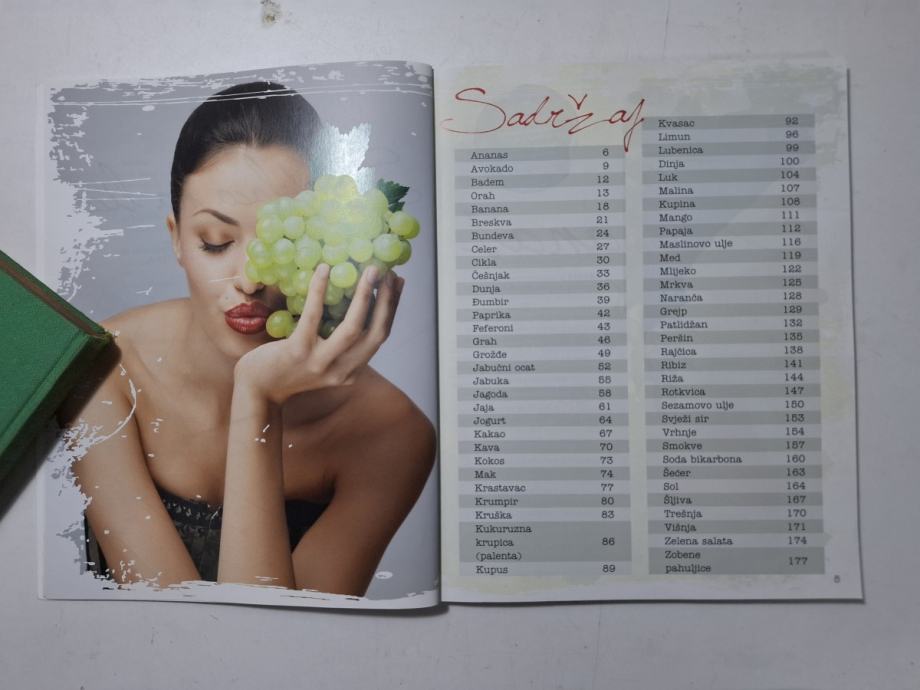 Sadržaj
Ananas 6
Avokado 9
Badem 12
Orah 13
Banana 18
Breskva 21
Bundeva 24
Celer 27
Cikla 30
Češnjak 33
Dunja 36
Đumbir 39
Paprika 42
Feferoni 43
Grah 46
Grožđe 49
Jabučni ocat 52
Jabuka 55
Jagoda 58
Jaja 61
Jogurt 64
Kakao 67
Kava 70
Kokos 73
Mak 74
Krastavac 77
Krumpir 80
Kruška 83
Kukuruzna
krupica 86
(palenta)
Kupus 89
Kvasac 92
Limun 96
Lubenica 99
Dinja 100
Luk 104
Malina 107
Kupina 108
Mango 111
Papaja 112
Maslinovo ulje 116
Med 119
Mlijeko 122
Mrkva 125
Naranča 128
Grejp 129
Patlidžan 132
Peršin 135
Rajčica 138
Ribiz 141
Riža 144
Rotkvica 147
Sezamovo ulje 150
Svježi sir 153
Vrhnje 154
Smokve 157
Soda bikarbona 160
Šećer 163
Sol 164
Šljiva 167
Trešnja 170
Višnja 171
Zelena salata 174
Zobene
pahuljice 177
5